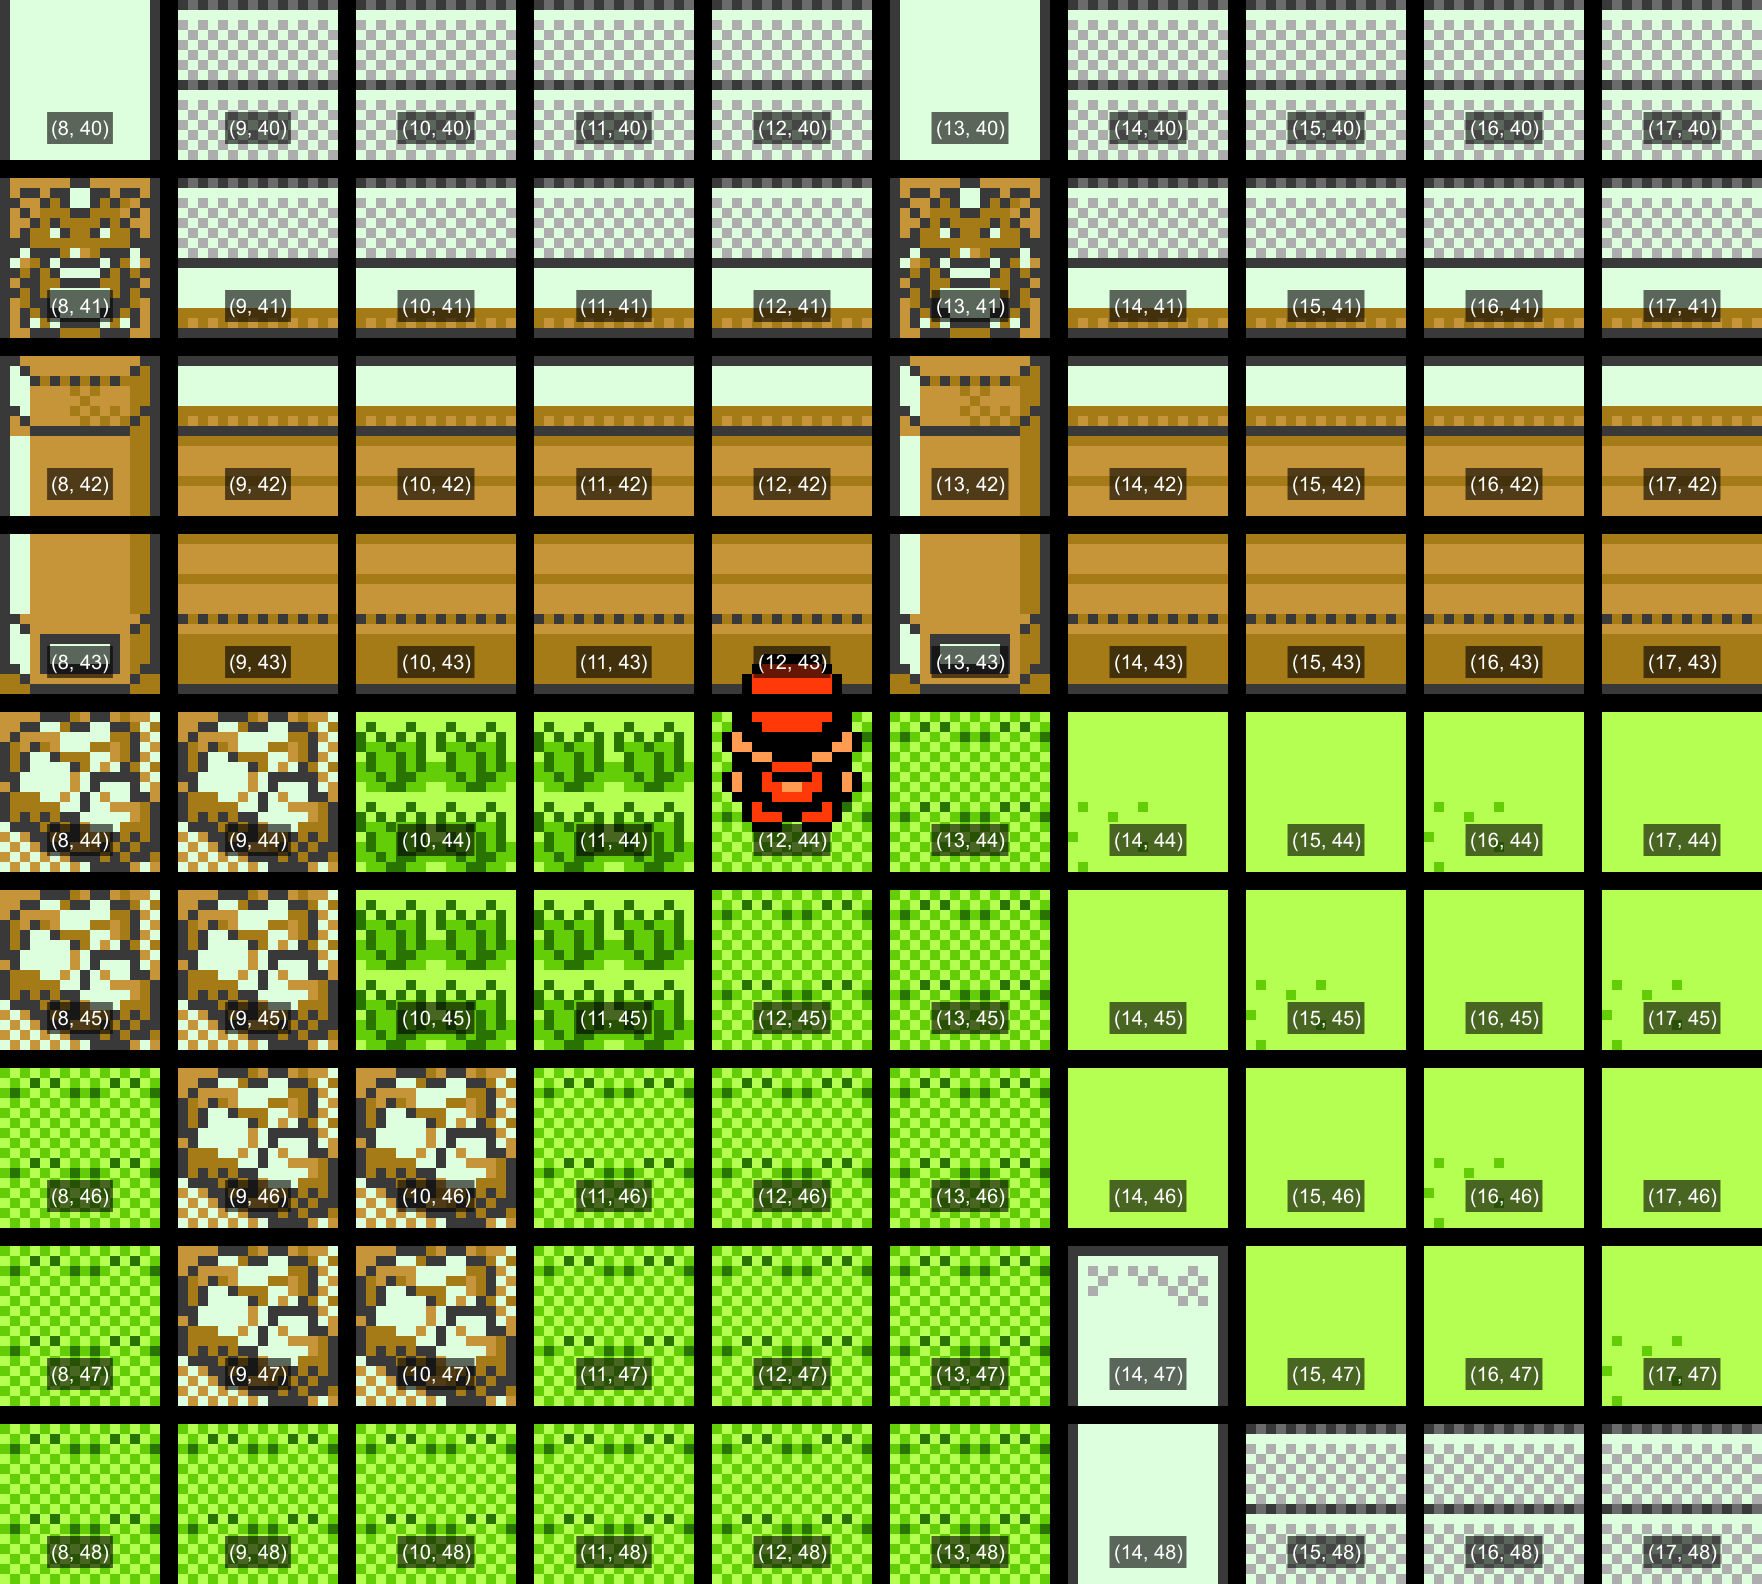 (8, 40) (9, 40) (10, 40) (11, 40) (12, 40) (13, 40) (14, 40) (15, 40) (16, 40) (17, 40)
(8, 41) (9, 41) (10, 41) (11, 41) (12, 41) (13, 41) (14, 41) (15, 41) (16, 41) (17, 41)
(8, 42) (9, 42) (10, 42) (11, 42) (12, 42) (13, 42) (14, 42) (15, 42) (16, 42) (17, 42)
(8, 43) (9, 43) (10, 43) (11, 43) (12, 43) (13, 43) (14, 43) (15, 43) (16, 43) (17, 43)
(8, 44) (9, 44) (10, 44) (11, 44) (12, 44) (13, 44) (14, 44) (15, 44) (16, 44) (17, 44)
(8, 45) (9, 45) (10, 45) (11, 45) (12, 45) (13, 45) (14, 45) (15, 45) (16, 45) (17, 45)
(8, 46) (9, 46) (10, 46) (11, 46) (12, 46) (13, 46) (14, 46) (15, 46) (16, 46) (17, 46)
(8, 47) (9, 47) (10, 47) (11, 47) (12, 47) (13, 47) (14, 47) (15, 47) (16, 47) (17, 47)
(8, 48) (9, 48) (10, 48) (11, 48) (12, 48) (13, 48) (14, 48) (15, 48) (16, 48) (17, 48)